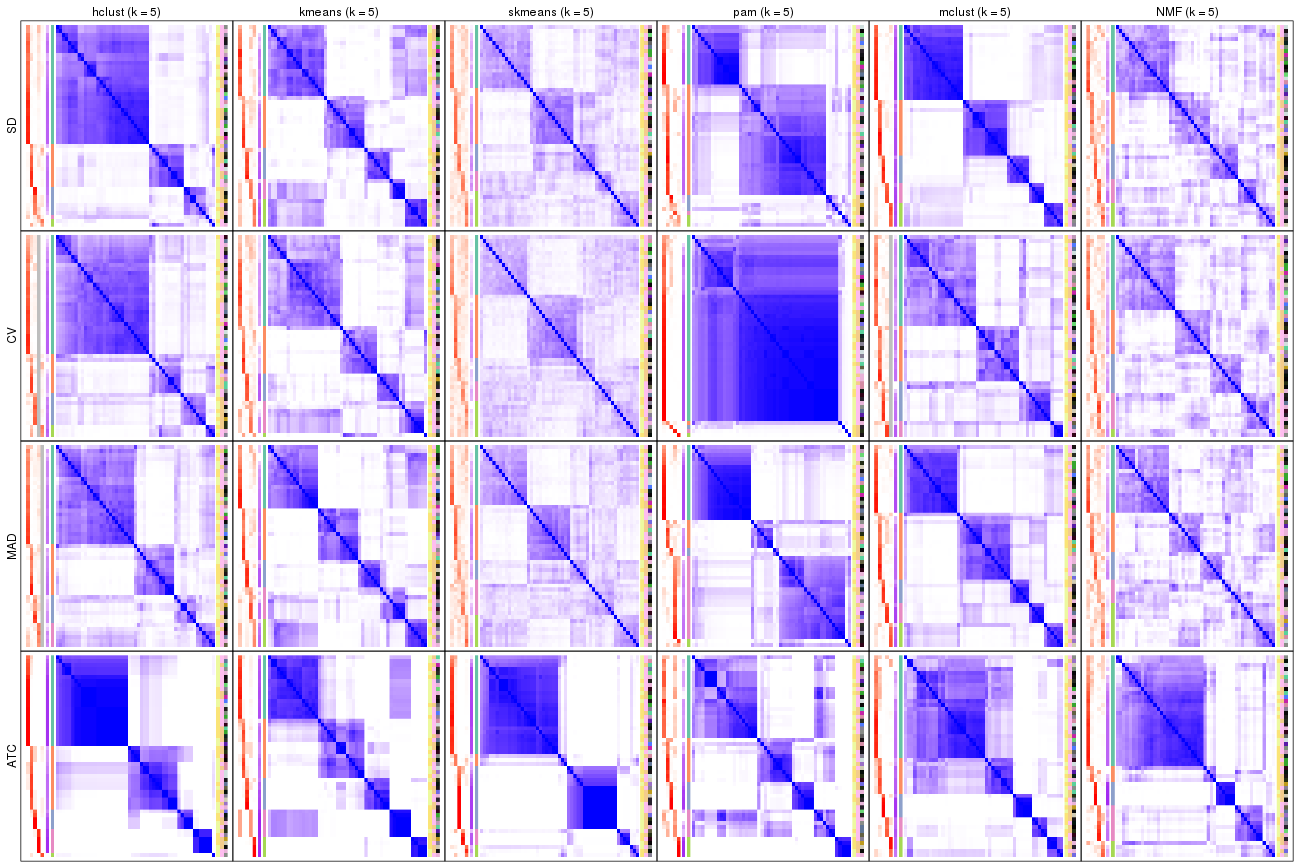 hclust (k = 5) kmeans (k = 5) skmeans (k = 5) pam (k = 5) mclust (k = 5) NMF (k = 5)
SD
CV
MAD
ATC